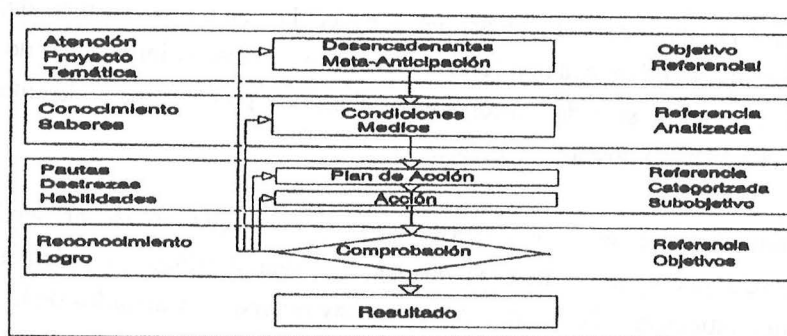 Atención
Proyecto
Temática
Desencadenantes
Meta-Anticipación
Objetivo
Referencial
Conocimiento
Saberes
Condiciones
Medios
Referencia
Analizada
Pautas
Destrezas
Habilidades
Plan de Acción
Acción
Referencia
Categorizada
Subobjetivo
Reconocimiento
Logro
Comprobación
Referencia
Objetivos
Resultado